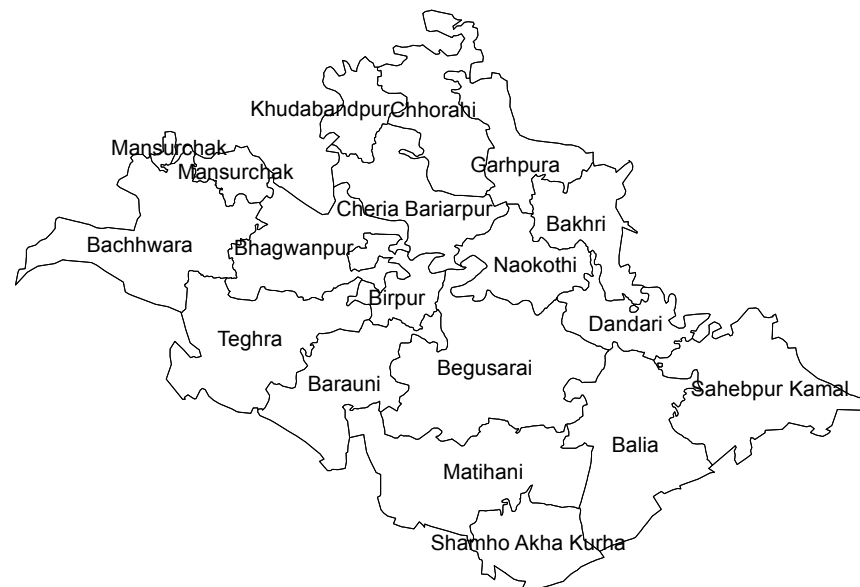 Khudabandpur
Chhorahi
Mansurchak
Mansurchak
Garhpura
Cheria Bariarpur
Bakhri
Bachhwara
Bhagwanpur
Naokothi
Birpur
Dandari
Teghra
Begusarai
Barauni
Sahebpur Kamal
Balia
Matihani
Shamho Akha Kurha